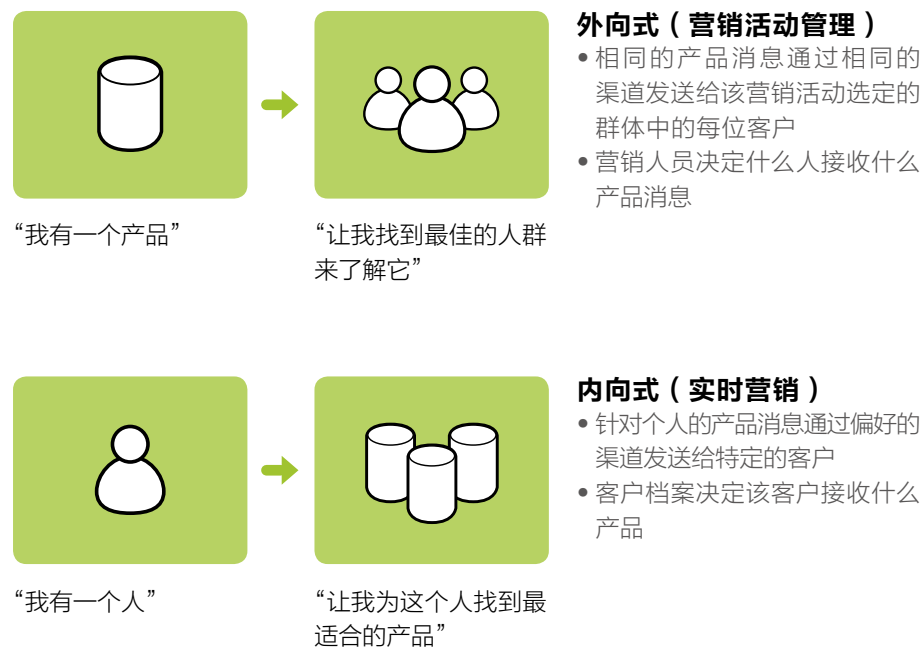 外向式（营销活动管理）
• 相同的产品消息通过相同的
渠道发送给该营销活动选定的
群体中的每位客户
• 营销人员决定什么人接收什么
产品消息
“我有一个产品”
“让我找到最佳的人群
来了解它”
内向式（实时营销）
• 针对个人的产品消息通过偏好的
渠道发送给特定的客户
• 客户档案决定该客户接收什么
产品
“我有一个人”
“让我为这个人找到最
适合的产品”